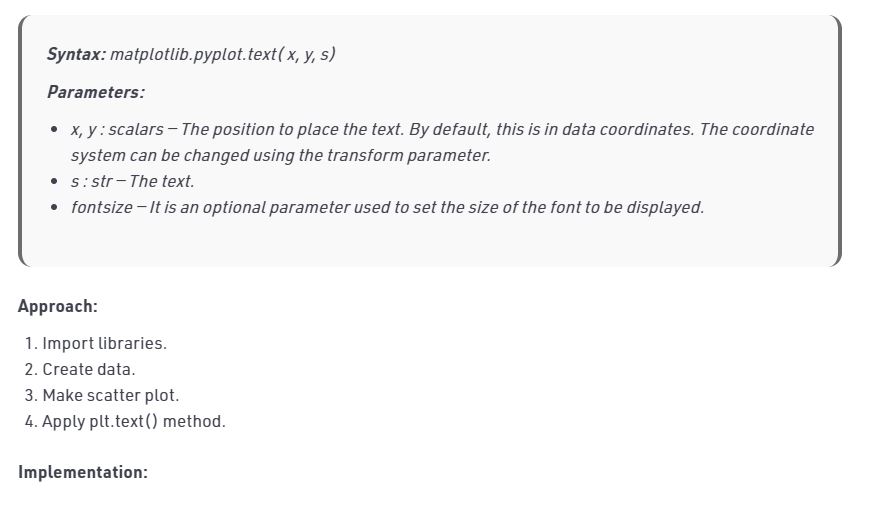 Syntax: matplotlib.pyplot.text( x, y, s)
Parameters:
• x, y : scalars – The position to place the text. By default, this is in data coordinates. The coordinate
system can be changed using the transform parameter.
• s : str – The text.
• fontsize – It is an optional parameter used to set the size of the font to be displayed.
Approach:
1. Import libraries.
2. Create data.
3. Make scatter plot.
4. Apply plt.text() method.
Implementation: